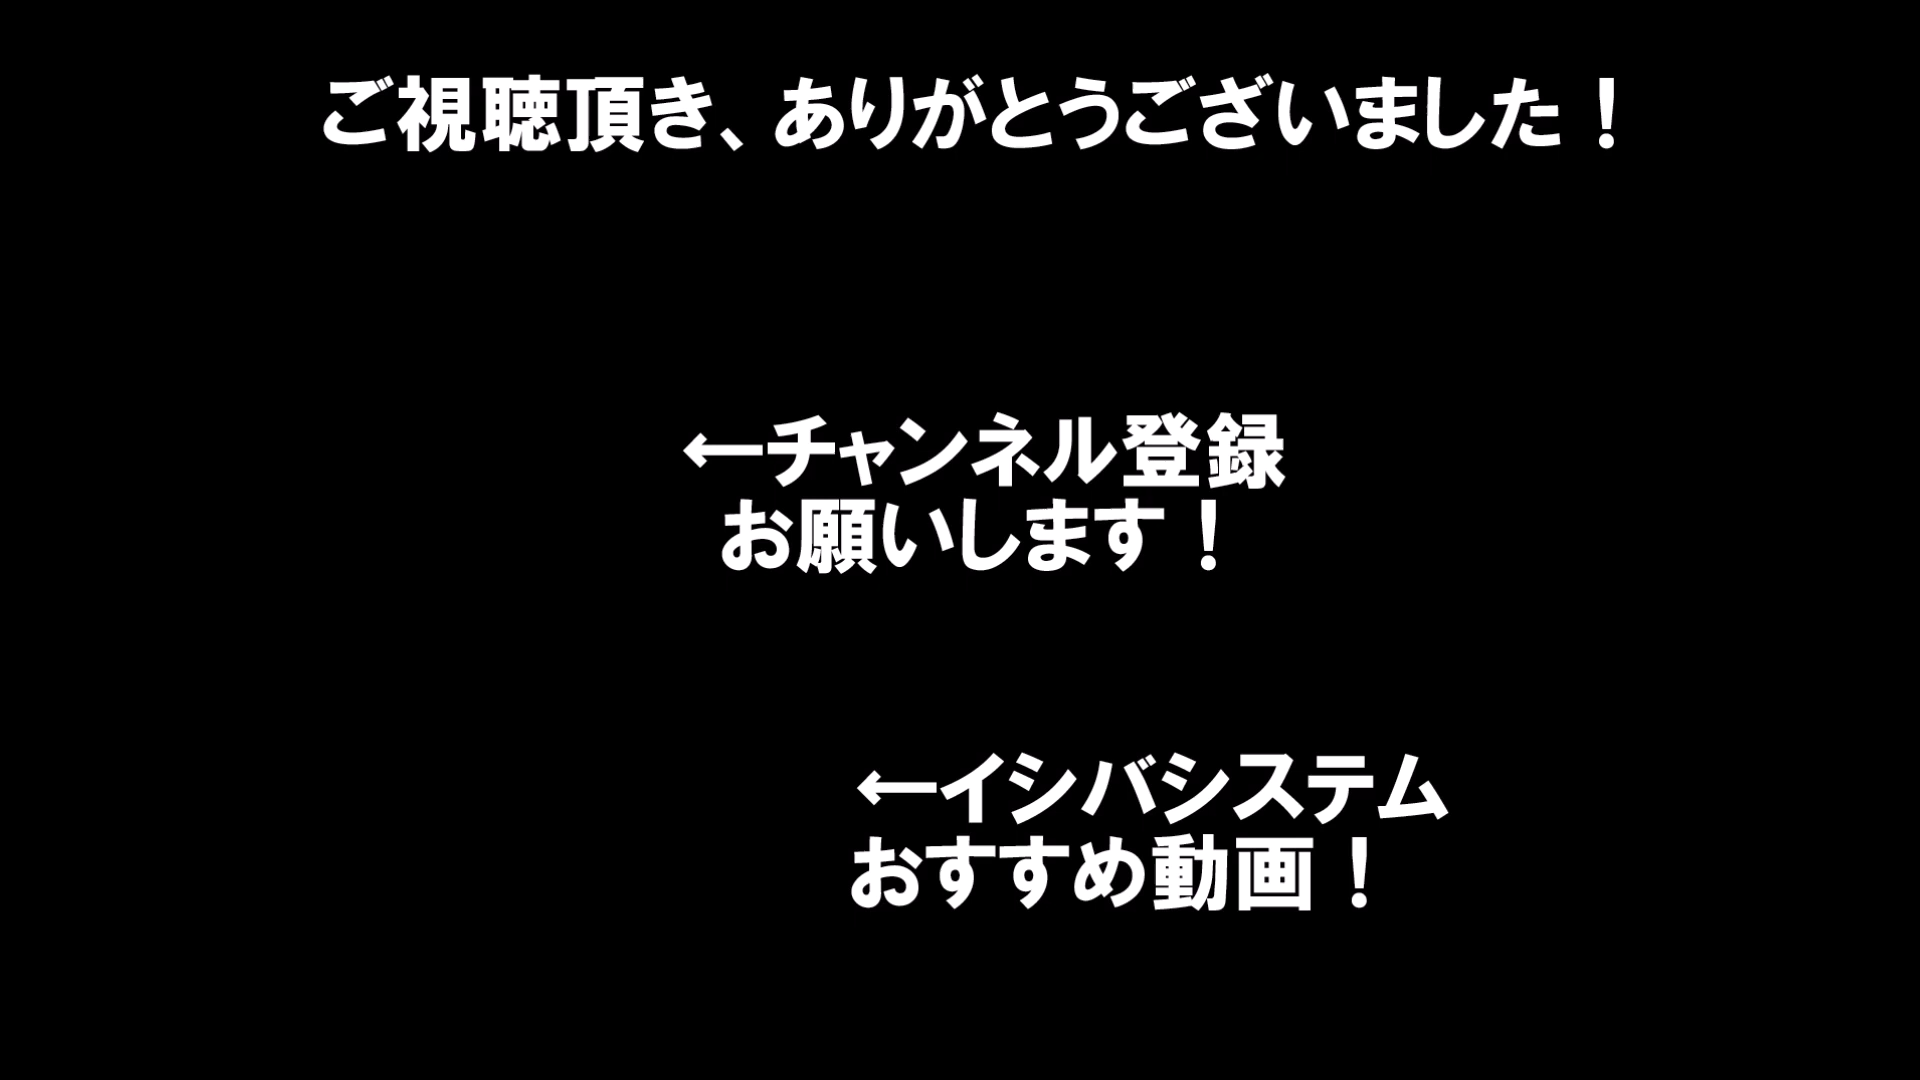 ご視聴頂き、ありがとうございました！
←チャンネル登録
お願いします！
←イシバシステム
おすすめ動画！